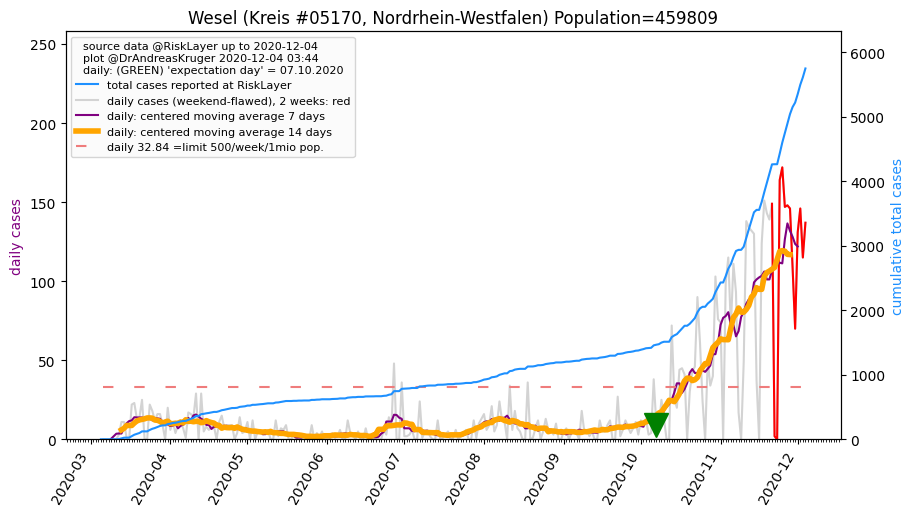 Wesel (Kreis #05170, Nordrhein-Westfalen) Population=459809
source data @RiskLayer up to 2020-12-04
plot @DrAndreasKruger 2020-12-04 03:44
daily: (GREEN) 'expectation day' = 07.10.2020
total cases reported at RiskLayer
daily cases (weekend-flawed), 2 weeks: red
daily: centered moving average 7 days
daily: centered moving average 14 days
daily 32.84 =limit 500/week/1mio pop.
daily cases
250
200
150
100
50
0
cumulative total cases
6000
5000
4000
3000
2000
1000
0
2020-03
2020-04
2020-05
2020-06
2020-07
2020-08
2020-09
2020-10
2020-11
2020-12